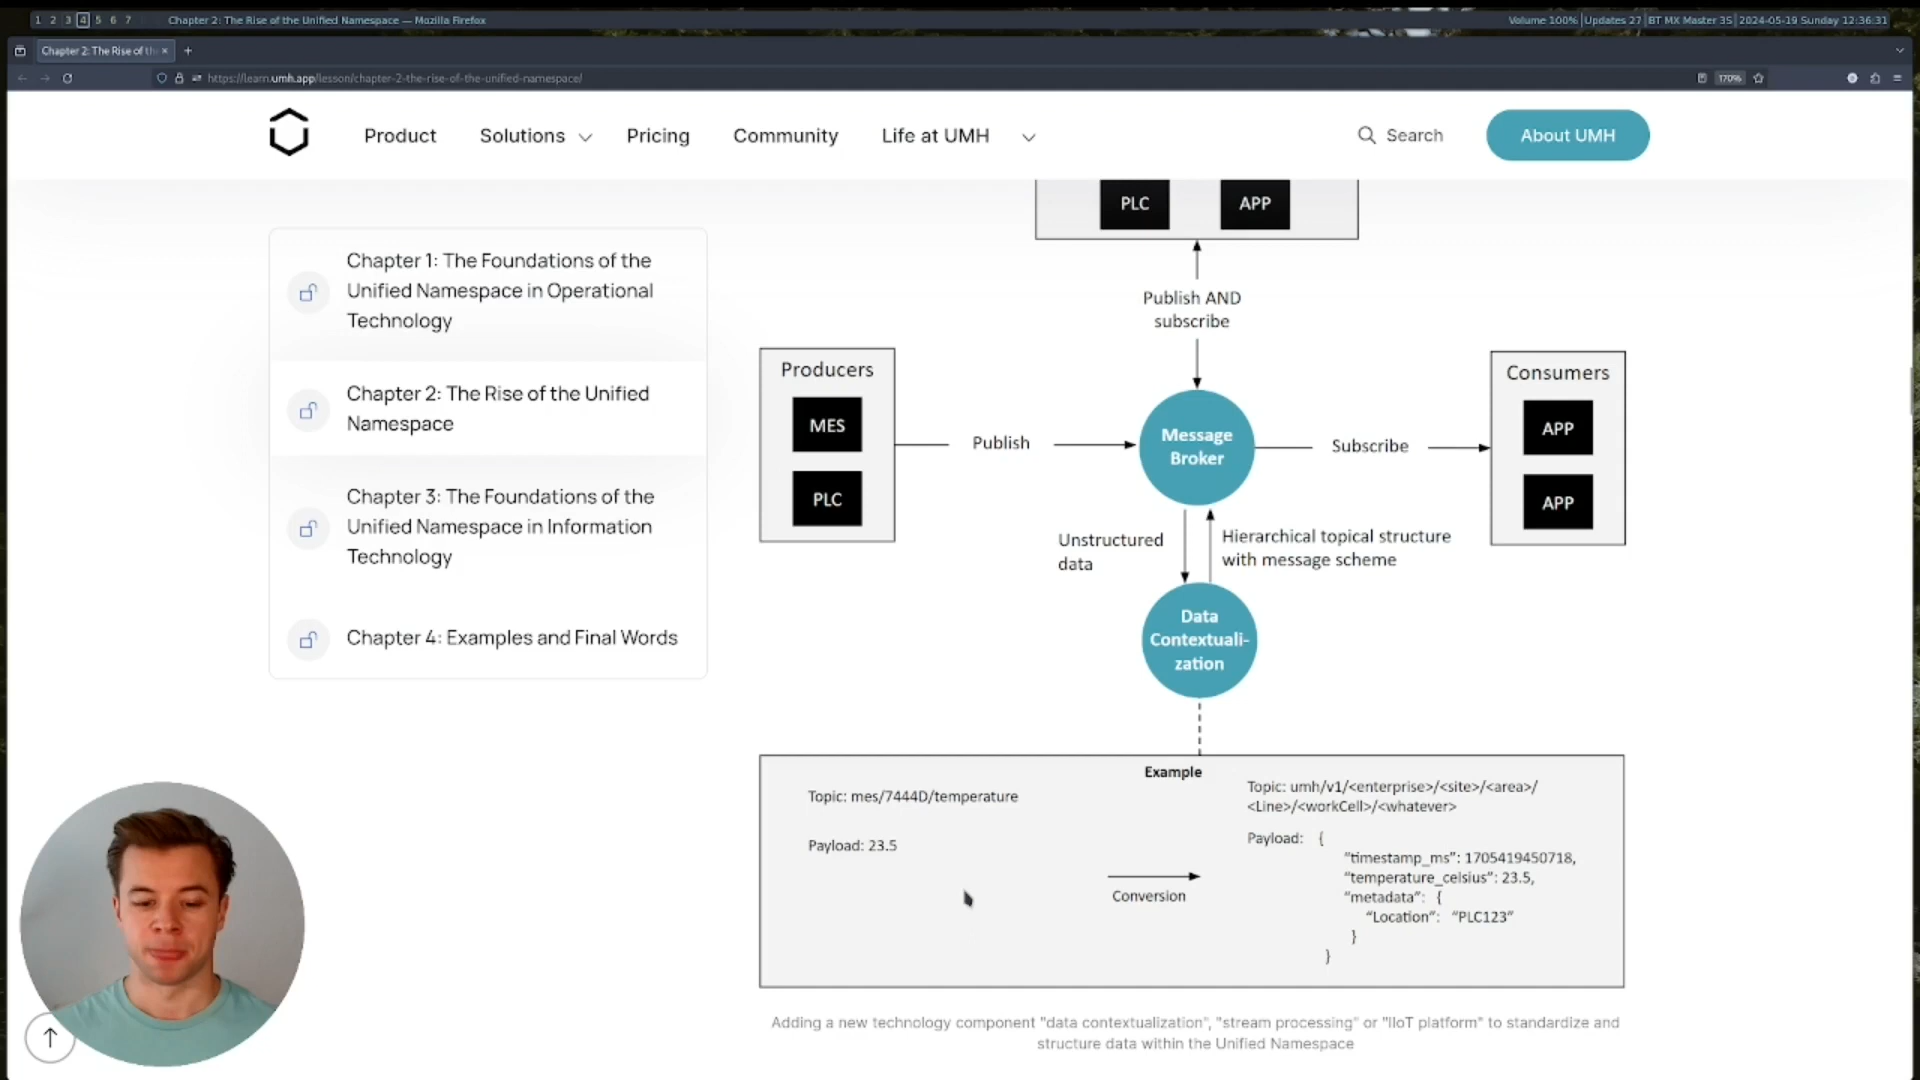 1 2 3 4 5 6 7 Chapter 2: The Rise of the Unified Namespace — Mozilla Firefox
Volume 100% | Updates 27 | BT MX Master 3S | 2024-05-19 Sunday 12:36:31
Chapter 2: The Rise of th
https://learn.umh.app/lesson/chapter-2-the-rise-of-the-unified-namespace/
170%
Product Solutions Pricing Community Life at UMH Search About UMH
Chapter 1: The Foundations of the
Unified Namespace in Operational
Technology
Chapter 2: The Rise of the Unified
Namespace
Chapter 3: The Foundations of the
Unified Namespace in Information
Technology
Chapter 4: Examples and Final Words
PLC APP
Publish AND
subscribe
Producers
MES
PLC
Publish
Message
Broker
Subscribe
Consumers
APP
APP
Unstructured
data
Hierarchical topical structure
with message scheme
Data
Contextuali-
zation
Example
Topic: mes/7444D/temperature
Payload: 23.5
Conversion
Topic: umh/v1/<enterprise>/<site>/<area>/
<Line>/<workCell>/<whatever>
Payload: {
"timestamp_ms": 1705419450718,
"temperature_celsius": 23.5,
"metadata": {
"Location": "PLC123"
}
}
Adding a new technology component "data contextualization", "stream processing" or "IIoT platform" to standardize and
structure data within the Unified Namespace